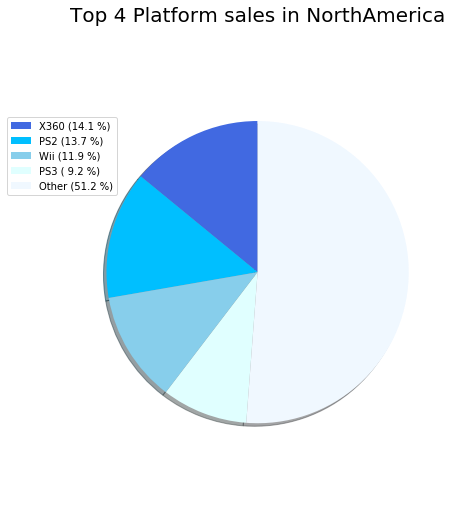 Top 4 Platform sales in NorthAmerica
X360 (14.1 %)
PS2 (13.7 %)
Wii (11.9 %)
PS3 ( 9.2 %)
Other (51.2 %)